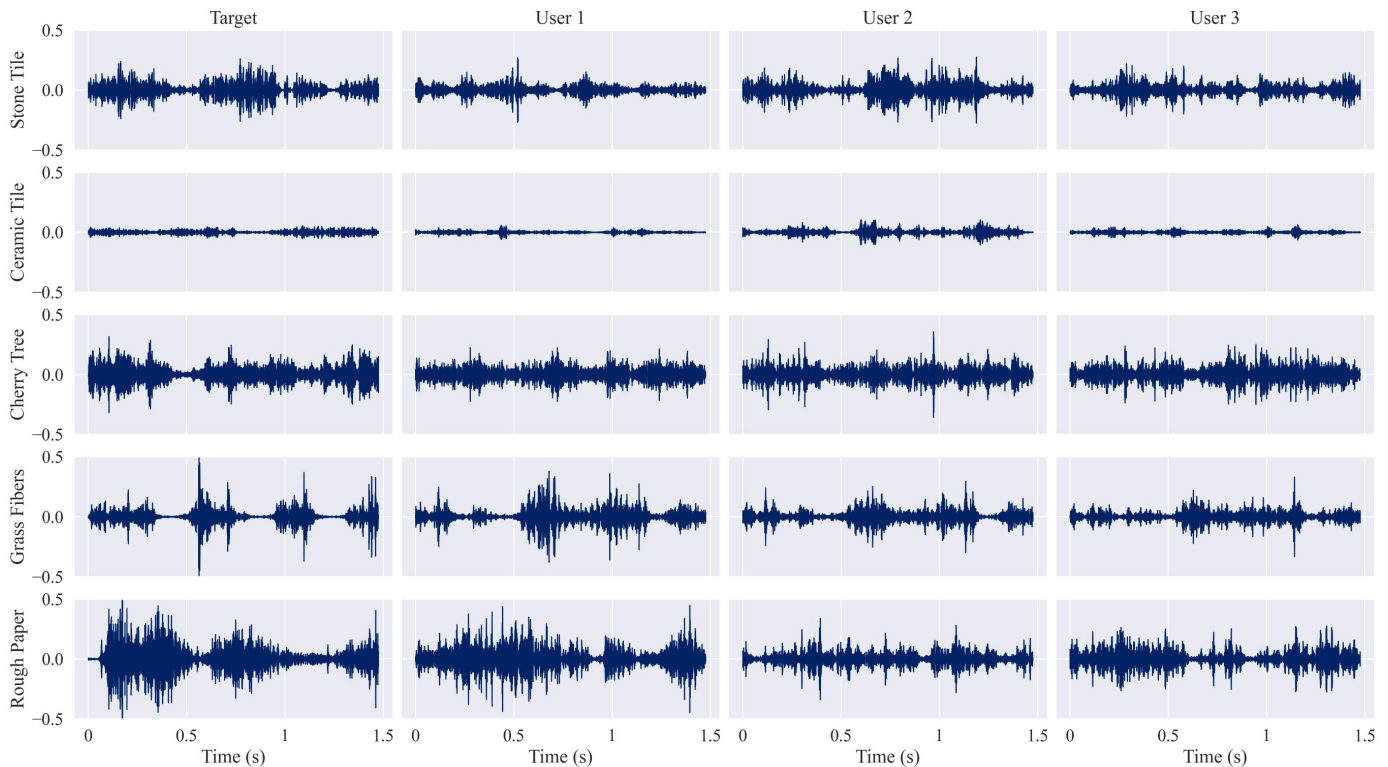 Target User 1 User 2 User 3
Stone Tile
0.5
0.0
−0.5
Ceramic Tile
0.5
0.0
−0.5
Cherry Tree
0.5
0.0
−0.5
Grass Fibers
0.5
0.0
−0.5
Rough Paper
0.5
0.0
−0.5
0 0.5 1 1.5 0 0.5 1 1.5 0 0.5 1 1.5 0 0.5 1 1.5
Time (s) Time (s) Time (s) Time (s)